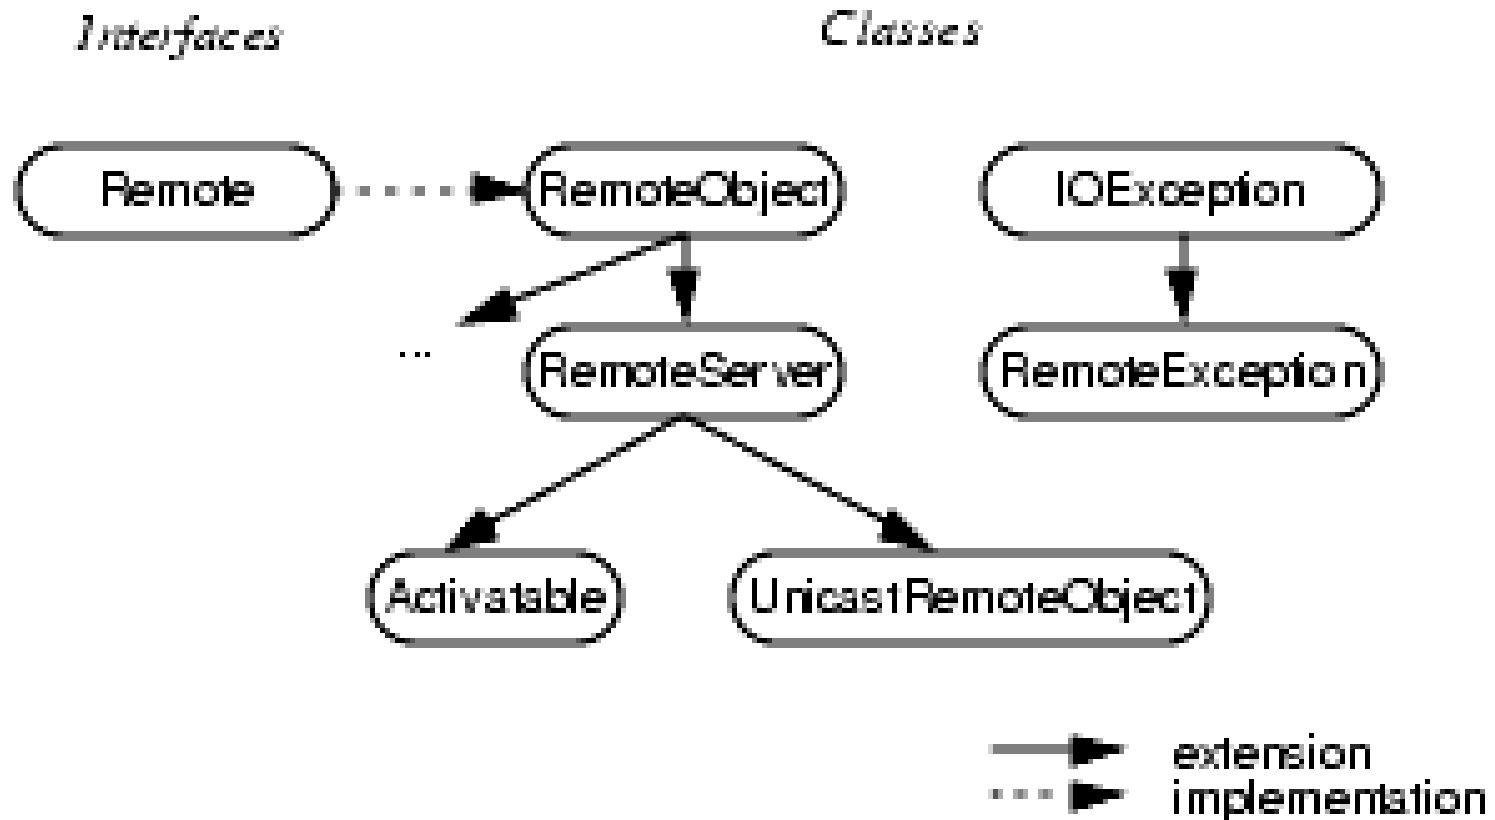 Interfaces
Classes
Remote
RemoteObject
IOException
...
RemoteServer
RemoteException
Activatable
UnicastRemoteObject
extension
implementation